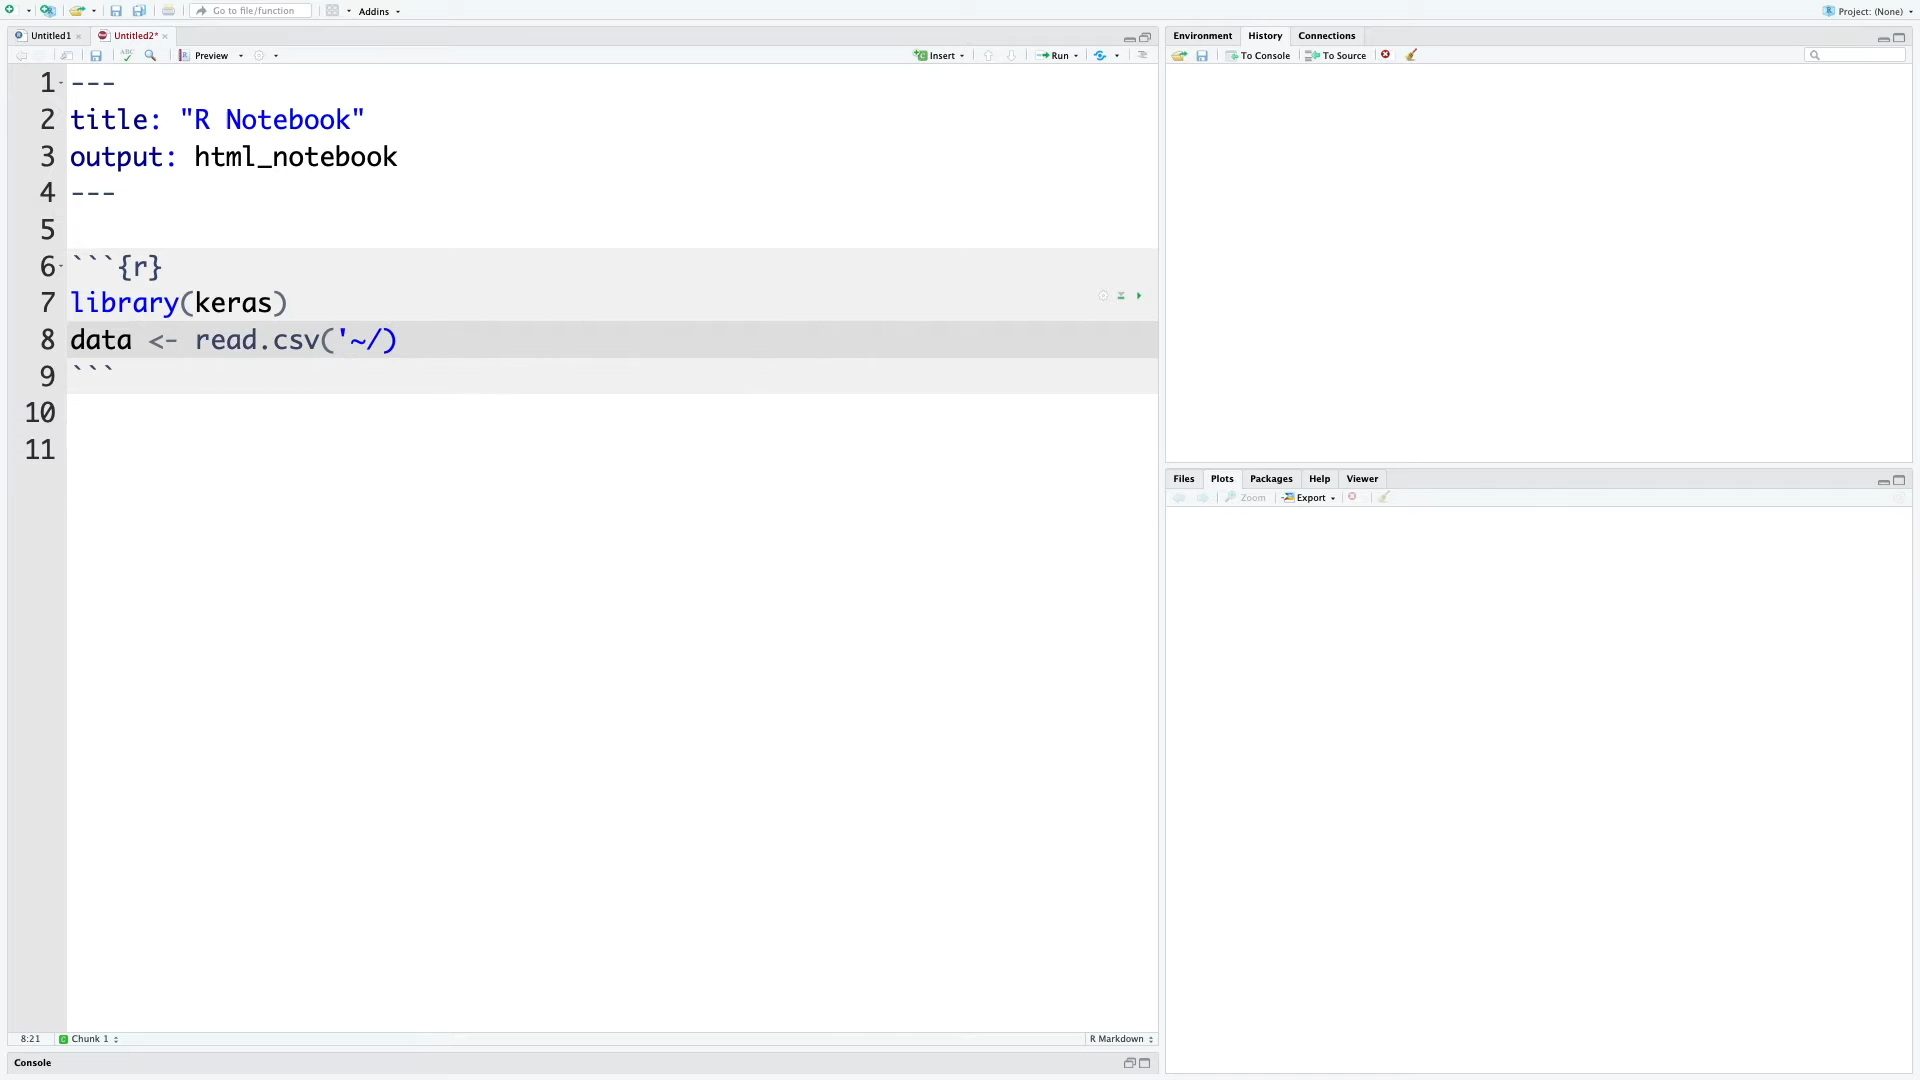 Go to file/function
Addins
Project: (None)
Untitled1
Untitled2*
ABC
Preview
Insert
Run
1 ---
2 title: "R Notebook"
3 output: html_notebook
4 ---
5
6 ```{r}
7 library(keras)
8 data <- read.csv('~/)
9 ```
10
11
8:21
Chunk 1
R Markdown
Console
Environment
History
Connections
To Console
To Source
Files
Plots
Packages
Help
Viewer
Zoom
Export